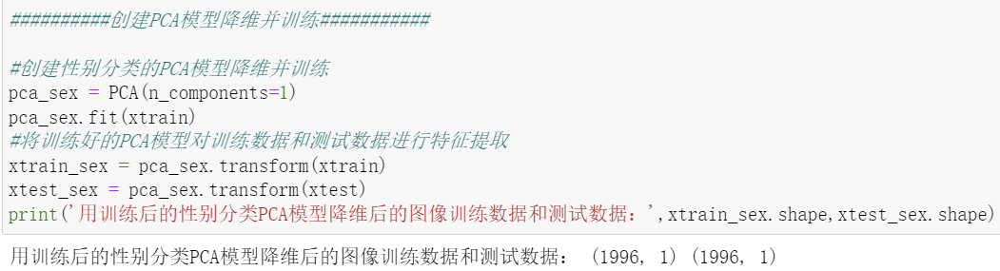 ##########创建PCA模型降维并训练###########
#创建性别分类的PCA模型降维并训练
pca_sex = PCA(n_components=1)
pca_sex.fit(xtrain)
#将训练好的PCA模型对训练数据和测试数据进行特征提取
xtrain_sex = pca_sex.transform(xtrain)
xtest_sex = pca_sex.transform(xtest)
print('用训练后的性别分类PCA模型降维后的图像训练数据和测试数据：',xtrain_sex.shape,xtest_sex.shape)
用训练后的性别分类PCA模型降维后的图像训练数据和测试数据： (1996, 1) (1996, 1)